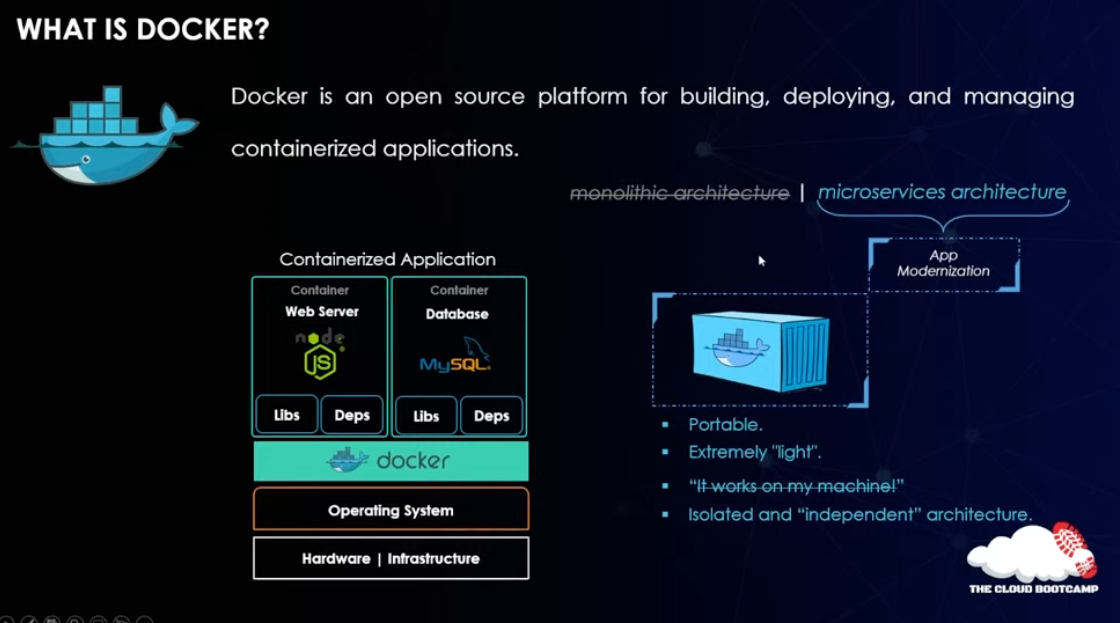 WHAT IS DOCKER?
Docker is an open source platform for building, deploying, and managing
containerized applications.
monolithic architecture | microservices architecture
App
Modernization
Containerized Application
Container
Web Server
node
JS
Libs
Deps
Container
Database
MySQL
Libs
Deps
docker
Operating System
Hardware | Infrastructure
▪ Portable.
▪ Extremely "light".
▪ “It works on my machine!”
▪ Isolated and “independent” architecture.
THE CLOUD BOOTCAMP